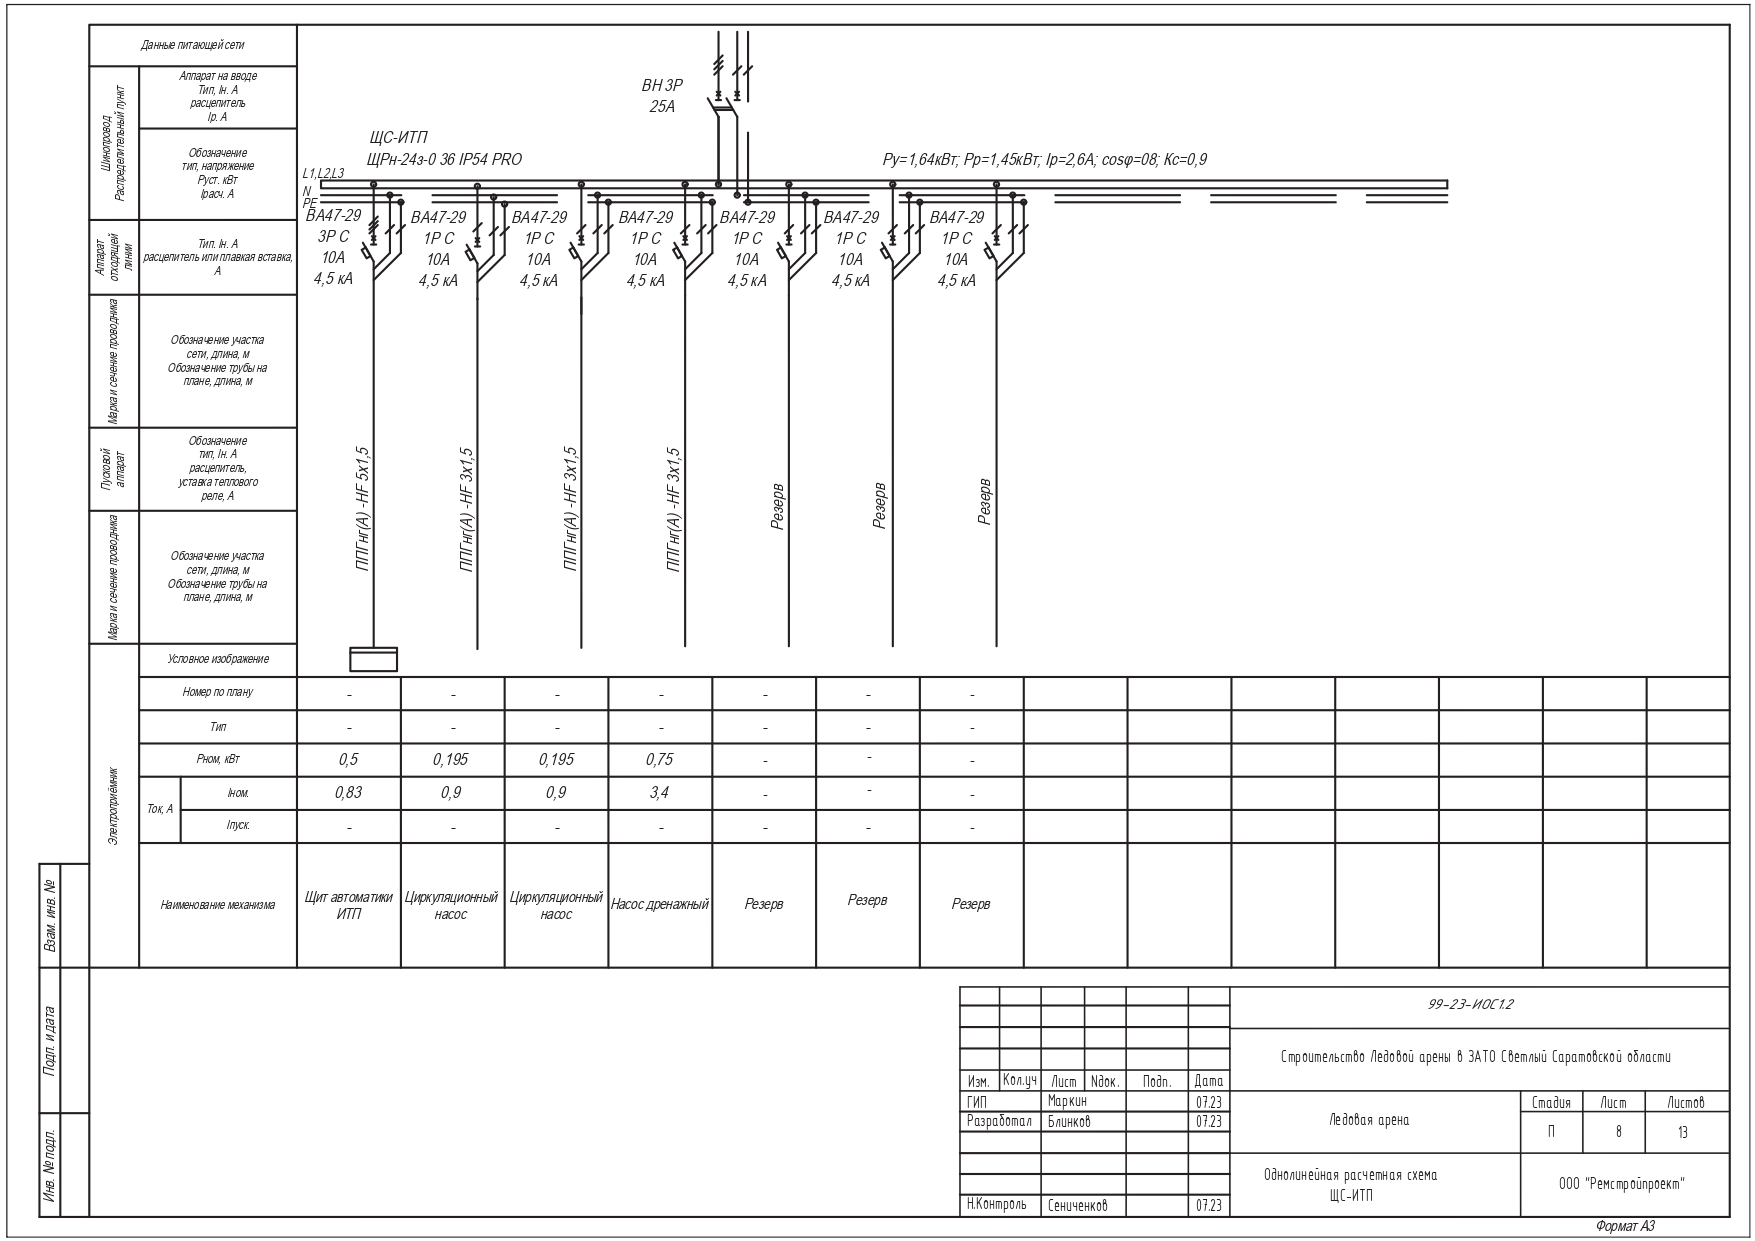 Данные питающей сети
Шинопровод
Распределительный пункт
Аппарат на вводе
Тип, Iн. А
расцепитель
Iр. А
Обозначение
тип, напряжение
Руст. кВт
Iрасч. А
Аппарат
отходящей
линии
Тип. Iн. А
расцепитель или плавкая вставка,
А
Марка и сечение проводника
Обозначение участка
сети, длина, м
Обозначение трубы на
плане, длина, м
Пусковой
аппарат
Обозначение
тип, Iн. А
расцепитель,
уставка теплового
реле, А
Марка и сечение проводника
Обозначение участка
сети, длина, м
Обозначение трубы на
плане, длина, м
ВН 3Р
25А
ЩС-ИТП
ЩРн-24з-0 36 IP54 PRO
Ру=1,64кВт; Рр=1,45кВт; Iр=2,6А; cosφ=08; Кс=0,9
L1,L2,L3
N
PE
ВА47-29
3Р С
10А
4,5 кА
ВА47-29
1Р С
10А
4,5 кА
ВА47-29
1Р С
10А
4,5 кА
ВА47-29
1Р С
10А
4,5 кА
ВА47-29
1Р С
10А
4,5 кА
ВА47-29
1Р С
10А
4,5 кА
ВА47-29
1Р С
10А
4,5 кА
ППГнг(А) -HF 5х1,5
ППГнг(А) -HF 3х1,5
ППГнг(А) -HF 3х1,5
ППГнг(А) -HF 3х1,5
Резерв
Резерв
Резерв
Электроприёмник
Условное изображение
Номер по плану - - - - - - -
Тип - - - - - - -
Рном, кВт 0,5 0,195 0,195 0,75 - - -
Ток, А
Iном. 0,83 0,9 0,9 3,4 - - -
Iпуск. - - - - - - -
Наименование механизма
Щит автоматики
ИТП
Циркуляционный
насос
Циркуляционный
насос
Насос дренажный
Резерв
Резерв
Резерв
Взам. инв. №
Подп. и дата
Инв. № подл.
99-23-ИОС1.2
Строительство Ледовой арены в ЗАТО Светлый Саратовской области
Изм. Кол.уч Лист Nдок. Подп. Дата
ГИП Маркин 07.23
Разработал Блинков 07.23
Н.Контроль Сениченков 07.23
Ледовая арена
Стадия Лист Листов
П 8 13
Однолинейная расчетная схема
ЩС-ИТП
ООО "Ремстройпроект"
Формат А3